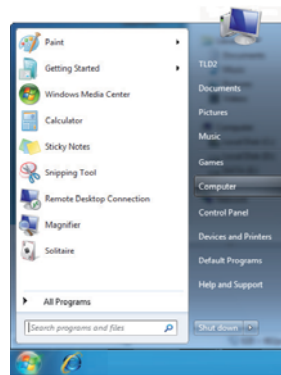 Paint
Getting Started
Windows Media Center
Calculator
Sticky Notes
Snipping Tool
Remote Desktop Connection
Magnifier
Solitaire
All Programs
Search programs and files
TLD2
Documents
Pictures
Music
Games
Computer
Control Panel
Devices and Printers
Default Programs
Help and Support
Shut down